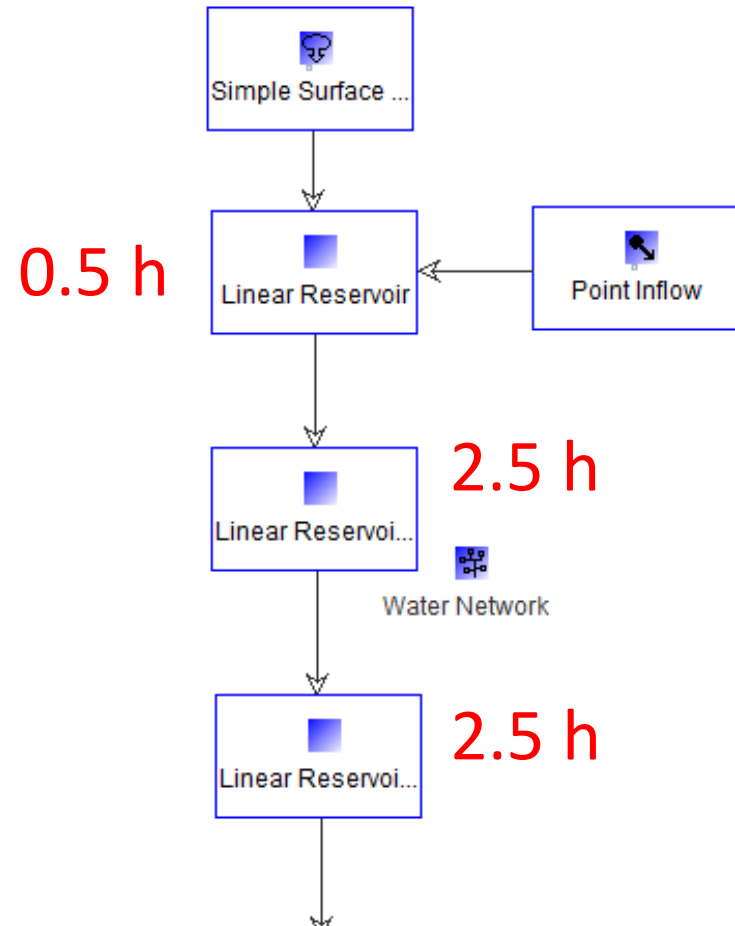 Simple Surface ...
0.5 h
Linear Reservoir
Point Inflow
2.5 h
Linear Reservoi...
Water Network
2.5 h
Linear Reservoi...